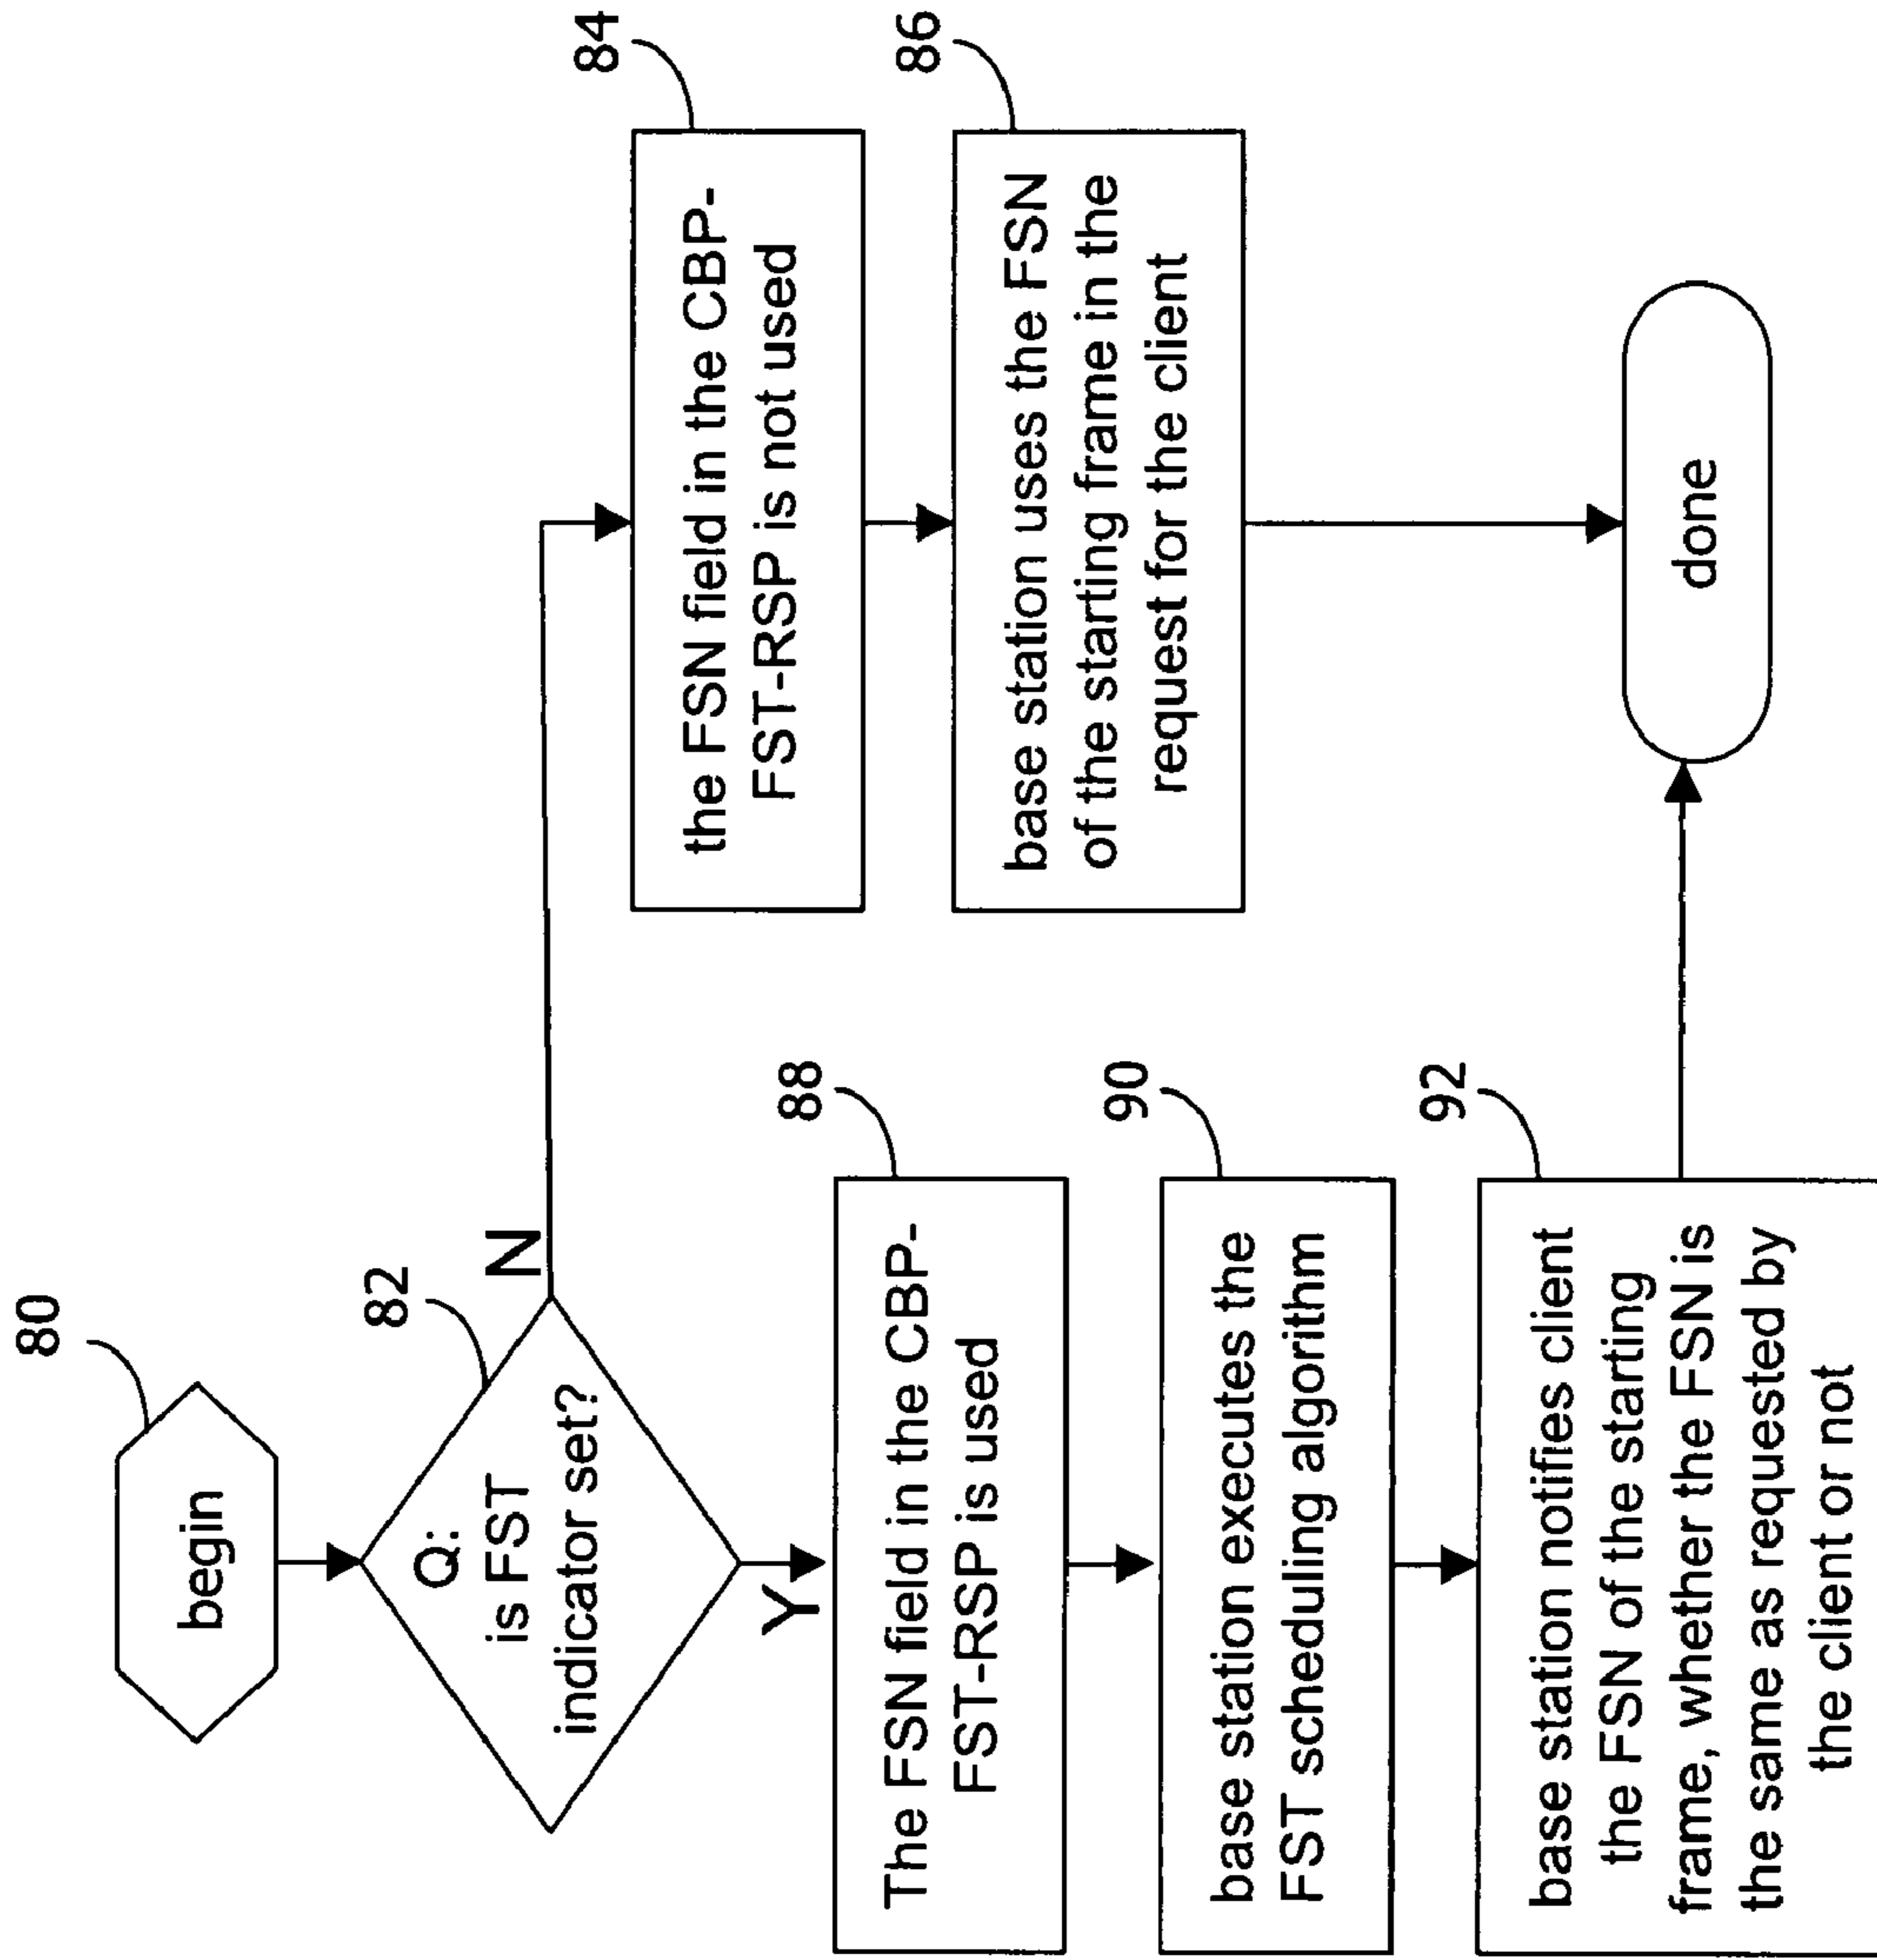 80
begin
82
Q:
is FST
indicator set?
N
Y
84
the FSN field in the CBP-
FST-RSP is not used
86
base station uses the FSN
of the starting frame in the
request for the client
88
The FSN field in the CBP-
FST-RSP is used
90
base station executes the
FST scheduling algorithm
92
base station notifies client
the FSN of the starting
frame, whether the FSN is
the same as requested by
the client or not
done